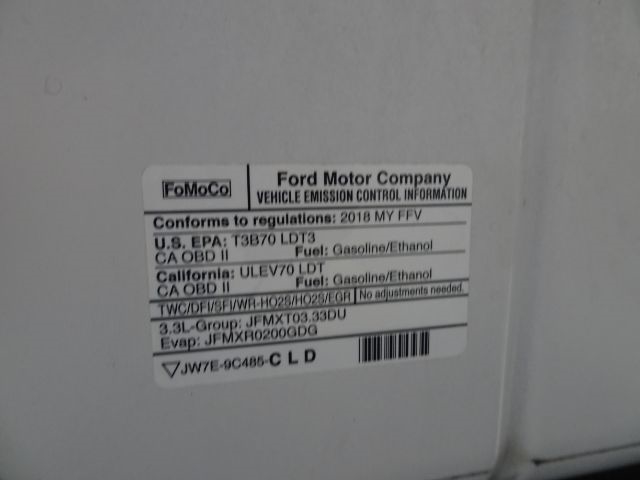 FoMoCo
Ford Motor Company
VEHICLE EMISSION CONTROL INFORMATION
Conforms to regulations: 2018 MY FFV
U.S. EPA: T3B70 LDT3
CA OBD II Fuel: Gasoline/Ethanol
California: ULEV70 LDT
CA OBD II Fuel: Gasoline/Ethanol
TWC/DFI/SFI/WR-HO2S/HO2S/EGR No adjustments needed.
3.3L-Group: JFMXT03.33DU
Evap: JFMXR0200GDG
JW7E-9C485-CLD